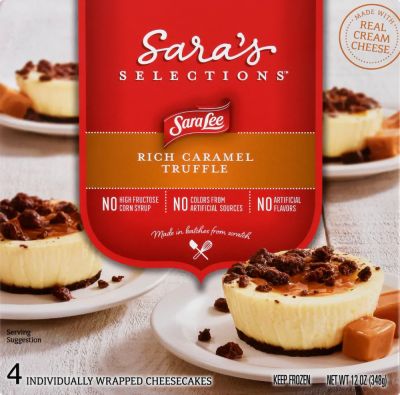 Sara's
SELECTIONS™
MADE WITH
REAL
CREAM
CHEESE
Sara Lee
RICH CARAMEL
TRUFFLE
NO HIGH FRUCTOSE
CORN SYRUP
NO COLORS FROM
ARTIFICIAL SOURCES
NO ARTIFICIAL
FLAVORS
Made in batches from scratch
Serving
Suggestion
4 INDIVIDUALLY WRAPPED CHEESECAKES
KEEP FROZEN
NET WT 12 OZ (348g)